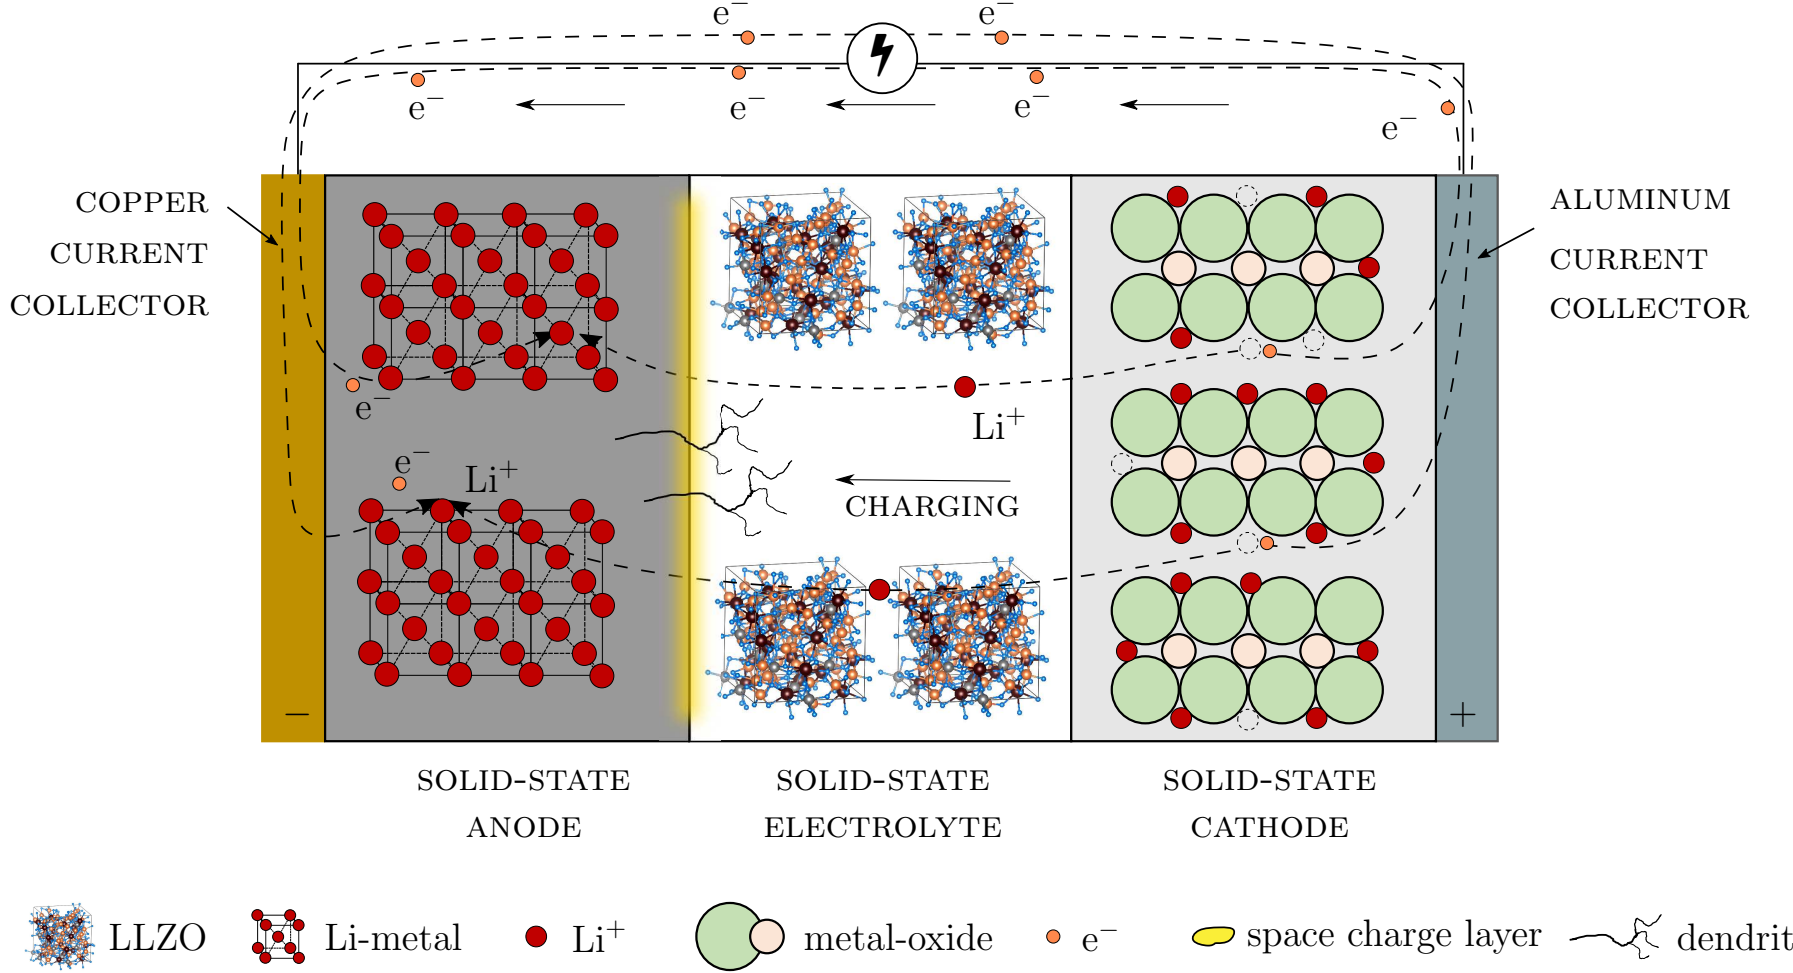 e⁻
e⁻
e⁻
e⁻
e⁻
e⁻
COPPER
CURRENT
COLLECTOR
ALUMINUM
CURRENT
COLLECTOR
e⁻
Li⁺
e⁻
Li⁺
CHARGING
−
+
SOLID-STATE
ANODE
SOLID-STATE
ELECTROLYTE
SOLID-STATE
CATHODE
LLZO
Li-metal
Li⁺
metal-oxide
e⁻
space charge layer
dendrit